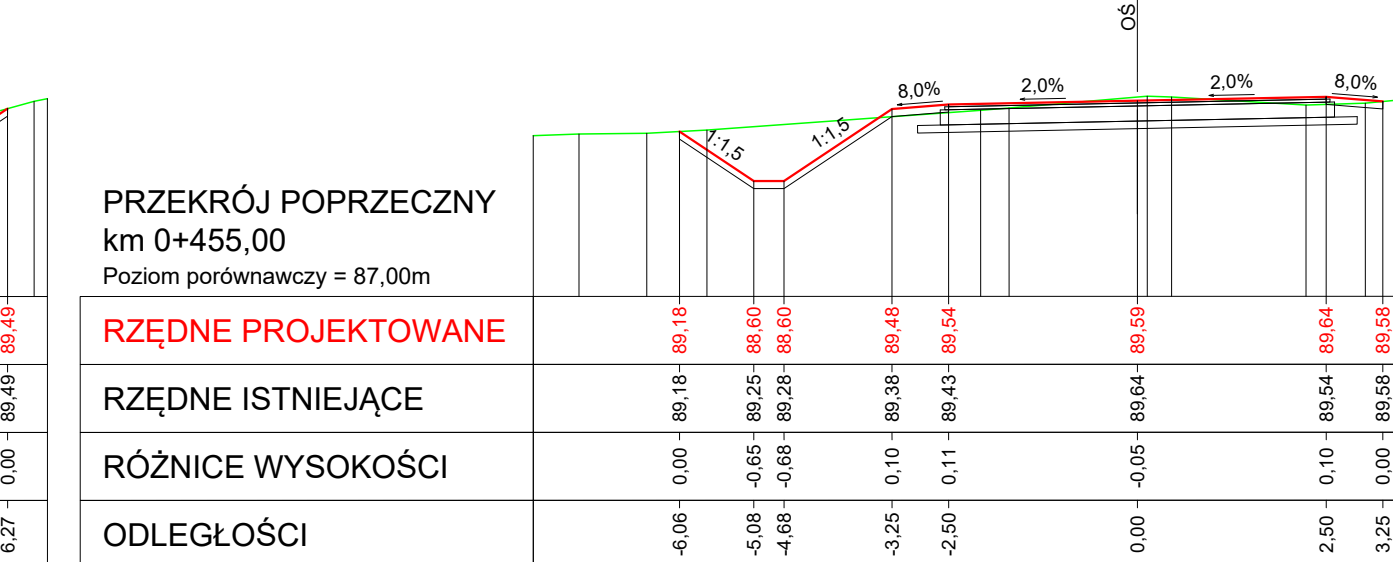 OŚ
8,0%
2,0%
2,0%
8,0%
1:1,5
1:1,5
PRZEKRÓJ POPRZECZNY
km 0+455,00
Poziom porównawczy = 87,00m
89,49
RZĘDNE PROJEKTOWANE
89,18 88,60 88,60 89,48 89,54 89,59 89,64 89,58
89,49
RZĘDNE ISTNIEJĄCE
89,18 89,25 89,28 89,38 89,43 89,64 89,54 89,58
0,00
RÓŻNICE WYSOKOŚCI
0,00 -0,65 -0,68 0,10 0,11 -0,05 0,10 0,00
6,27
ODLEGŁOŚCI
-6,06 -5,08 -4,68 -3,25 -2,50 0,00 2,50 3,25